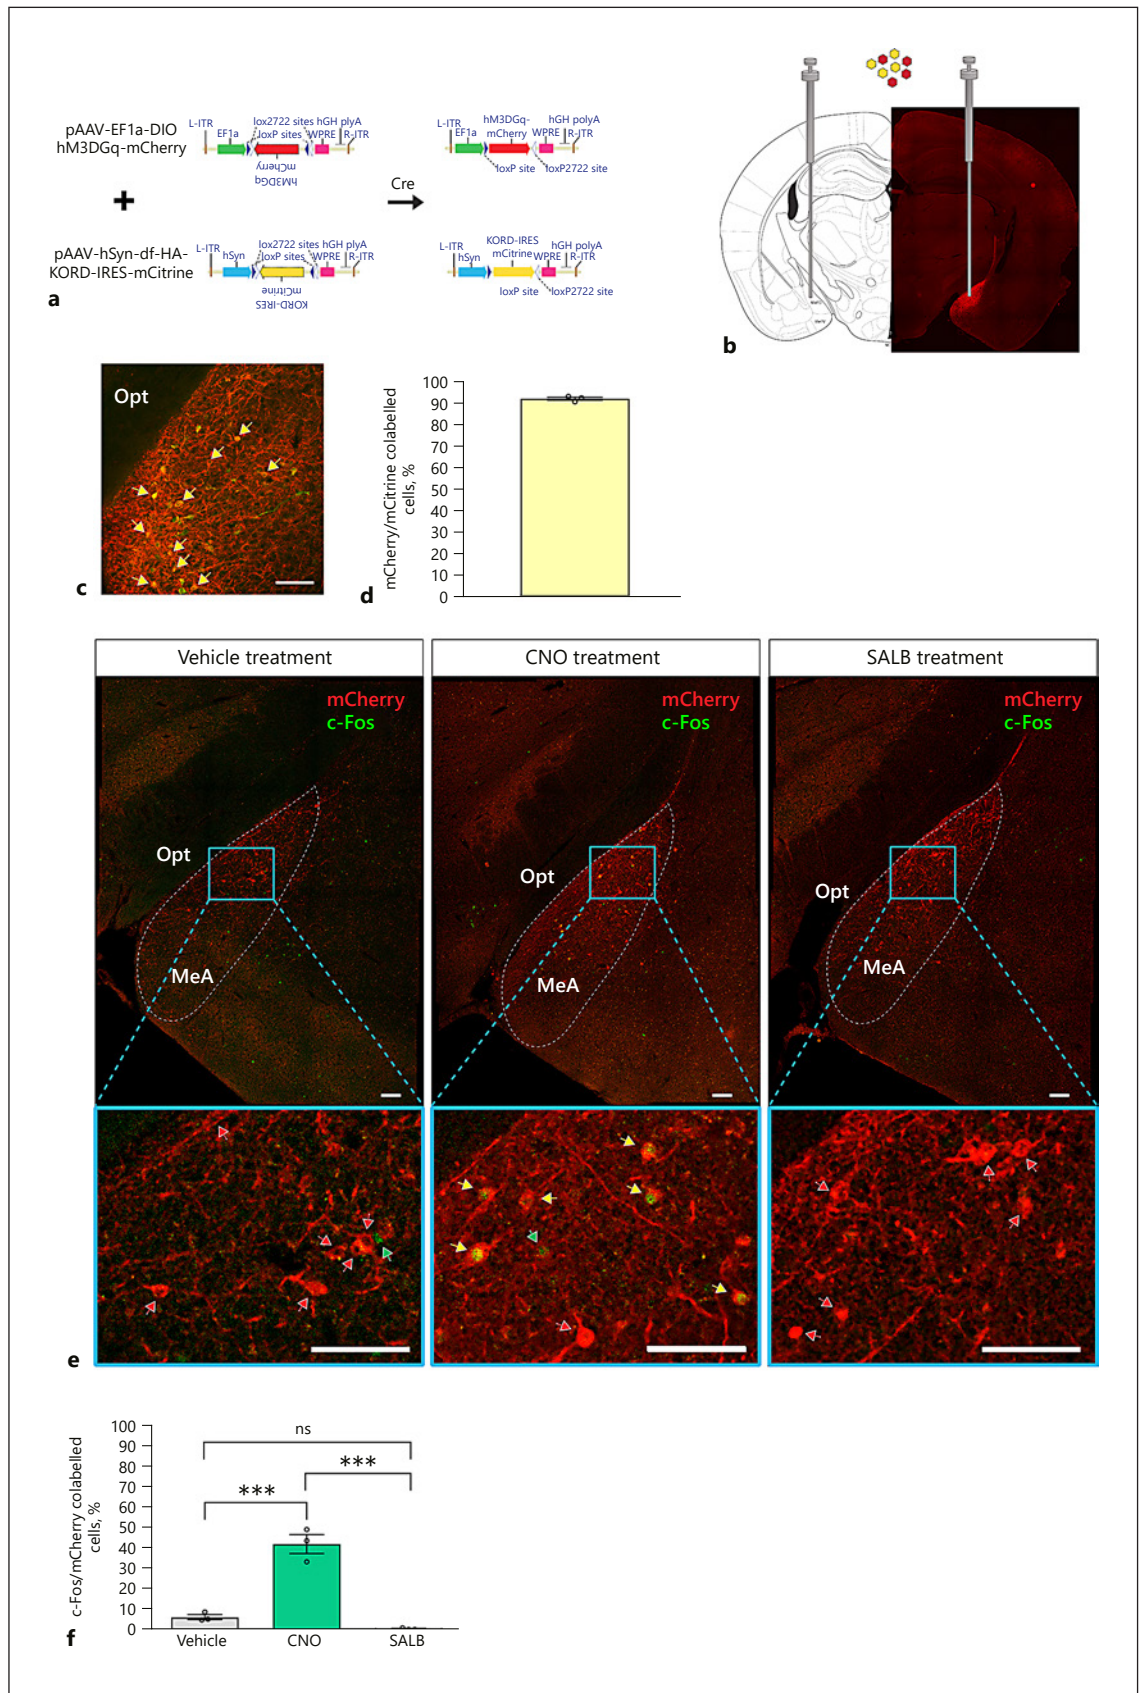 L-ITR
lox2722 sites
hGH plyA
EF1a
loxP sites
WPRE
R-ITR
pAAV-EF1a-DIO
hM3DGq-mCherry
mCherry
hM3DGq
L-ITR
hM3DGq-
mCherry
hGH polyA
EF1a
WPRE
R-ITR
loxP site
loxP2722 site
+
Cre
pAAV-hSyn-df-HA-
KORD-IRES-mCitrine
L-ITR
lox2722 sites
hGH plyA
hSyn
loxP sites
WPRE
R-ITR
mCitrine
KORD-IRES
L-ITR
KORD-IRES
mCitrine
hGH polyA
hSyn
WPRE
R-ITR
loxP site
loxP2722 site
a
b
Opt
c
mCherry/mCitrine colabelled
cells, %
100
90
80
70
60
50
40
30
20
10
0
d
Vehicle treatment
CNO treatment
SALB treatment
mCherry
c-Fos
Opt
MeA
mCherry
c-Fos
Opt
MeA
mCherry
c-Fos
Opt
MeA
e
c-Fos/mCherry colabelled
cells, %
100
90
80
70
60
50
40
30
20
10
0
ns
***
***
Vehicle
CNO
SALB
f